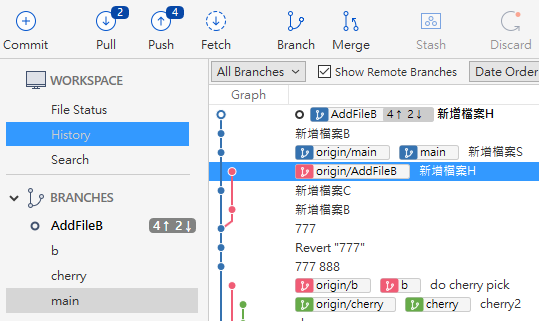 2 4
Commit Pull Push Fetch Branch Merge Stash Discard
WORKSPACE
File Status
History
Search
BRANCHES
AddFileB 4↑ 2↓
b
cherry
main
All Branches Show Remote Branches Date Order
Graph
AddFileB 4↑ 2↓ 新增檔案H
新增檔案B
origin/main main 新增檔案S
origin/AddFileB 新增檔案H
新增檔案C
新增檔案B
777
Revert "777"
777 888
origin/b b do cherry pick
origin/cherry cherry cherry2